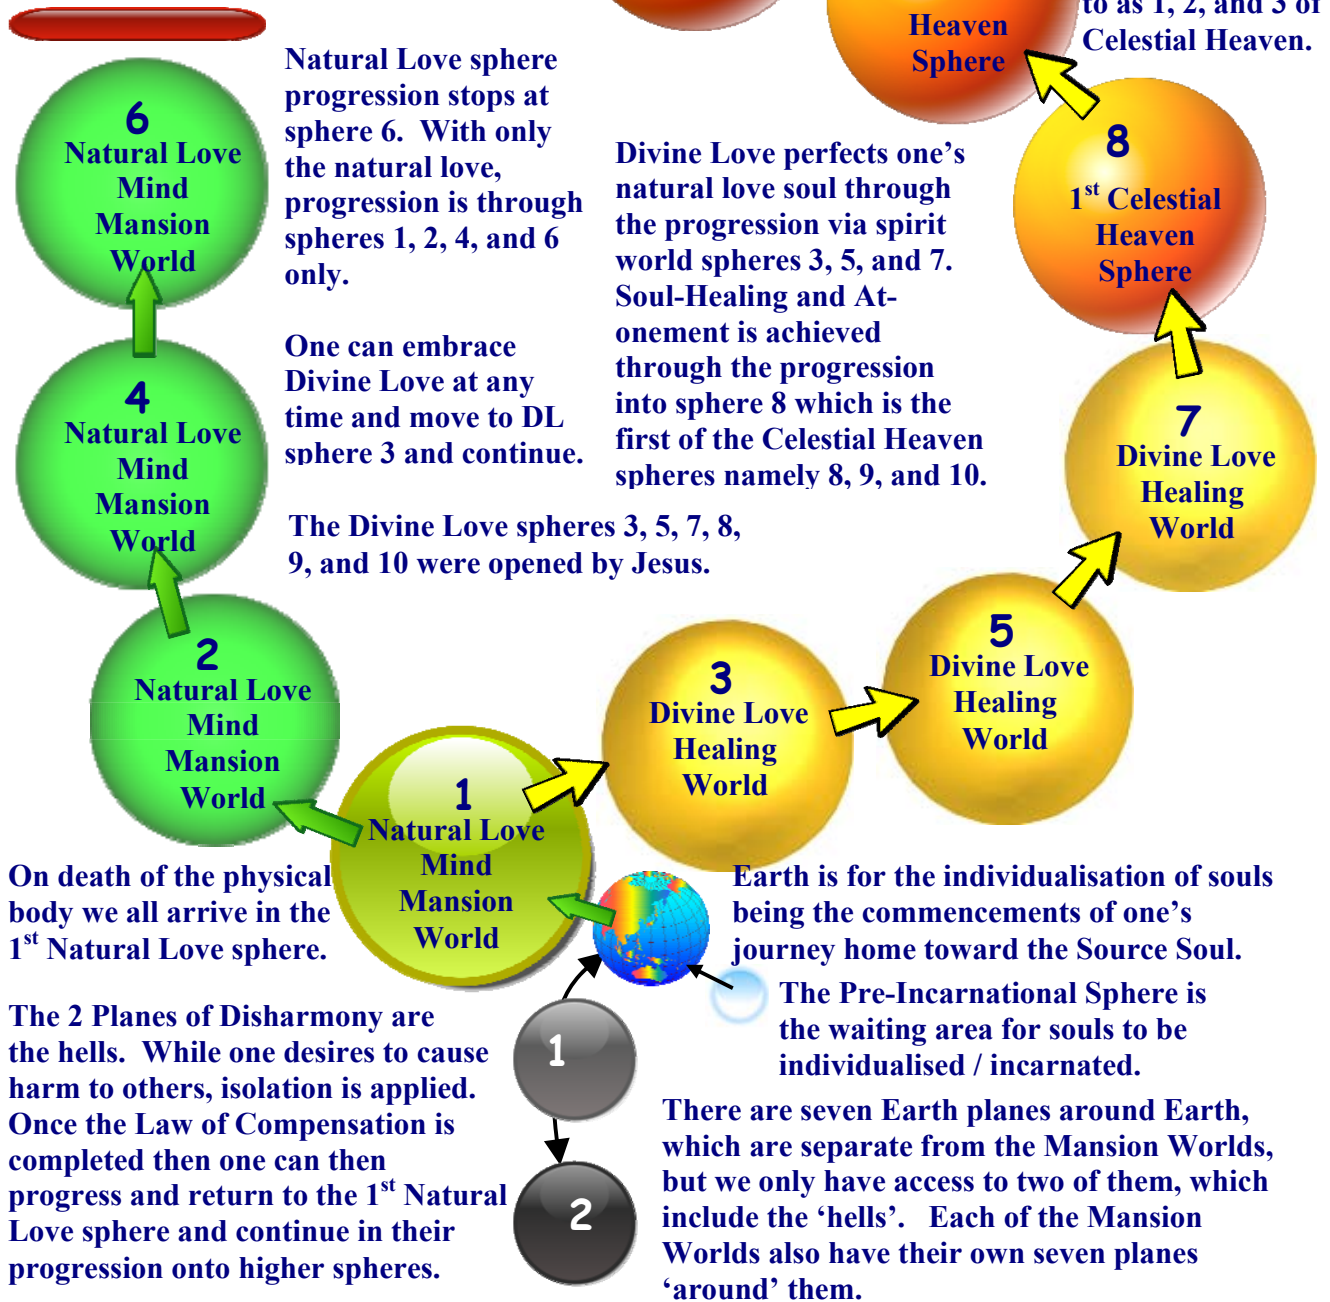 to as 1, 2, and 3 of
Celestial Heaven.
Heaven
Sphere
Natural Love sphere
progression stops at
sphere 6.  With only
the natural love,
progression is through
spheres 1, 2, 4, and 6
only.
6
Natural Love
Mind
Mansion
World
One can embrace
Divine Love at any
time and move to DL
sphere 3 and continue.
Divine Love perfects one's
natural love soul through
the progression via spirit
world spheres 3, 5, and 7.
Soul-Healing and At-
onement is achieved
through the progression
into sphere 8 which is the
first of the Celestial Heaven
spheres namely 8, 9, and 10.
8
1st Celestial
Heaven
Sphere
4
Natural Love
Mind
Mansion
World
7
Divine Love
Healing
World
The Divine Love spheres 3, 5, 7, 8,
9, and 10 were opened by Jesus.
2
Natural Love
Mind
Mansion
World
3
Divine Love
Healing
World
5
Divine Love
Healing
World
1
Natural Love
Mind
Mansion
World
On death of the physical
body we all arrive in the
1st Natural Love sphere.
Earth is for the individualisation of souls
being the commencements of one's
journey home toward the Source Soul.
The Pre-Incarnational Sphere is
the waiting area for souls to be
individualised / incarnated.
The 2 Planes of Disharmony are
the hells.  While one desires to cause
harm to others, isolation is applied.
Once the Law of Compensation is
completed then one can then
progress and return to the 1st Natural
Love sphere and continue in their
progression onto higher spheres.
1
2
There are seven Earth planes around Earth,
which are separate from the Mansion Worlds,
but we only have access to two of them, which
include the 'hells'.   Each of the Mansion
Worlds also have their own seven planes
'around' them.